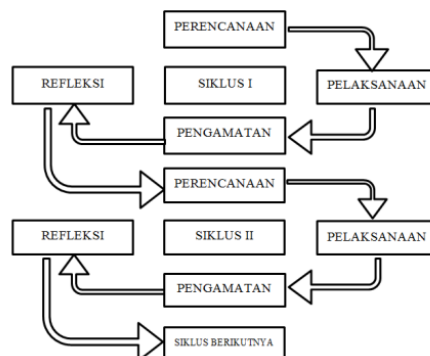 PERENCANAAN
REFLEKSI
SIKLUS I
PELAKSANAAN
PENGAMATAN
PERENCANAAN
REFLEKSI
SIKLUS II
PELAKSANAAN
PENGAMATAN
SIKLUS BERIKUTNYA